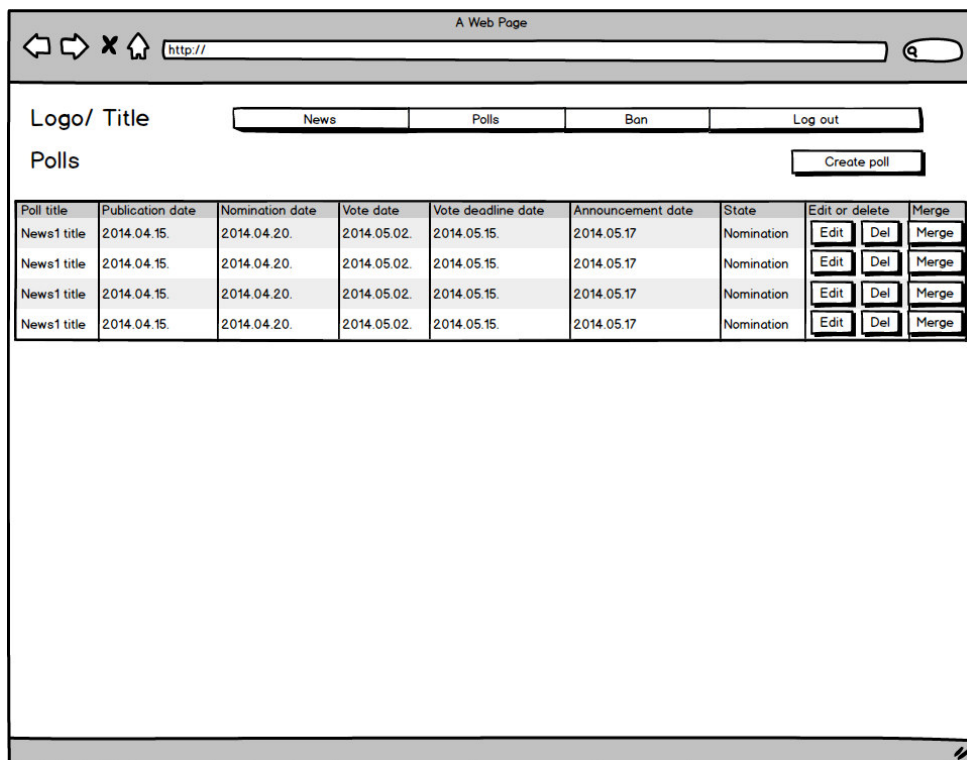 A Web Page
http://
Logo/ Title News Polls Ban Log out
Polls Create poll
Poll title Publication date Nomination date Vote date Vote deadline date Announcement date State Edit or delete Merge
News1 title 2014.04.15. 2014.04.20. 2014.05.02. 2014.05.15. 2014.05.17 Nomination Edit Del Merge
News1 title 2014.04.15. 2014.04.20. 2014.05.02. 2014.05.15. 2014.05.17 Nomination Edit Del Merge
News1 title 2014.04.15. 2014.04.20. 2014.05.02. 2014.05.15. 2014.05.17 Nomination Edit Del Merge
News1 title 2014.04.15. 2014.04.20. 2014.05.02. 2014.05.15. 2014.05.17 Nomination Edit Del Merge